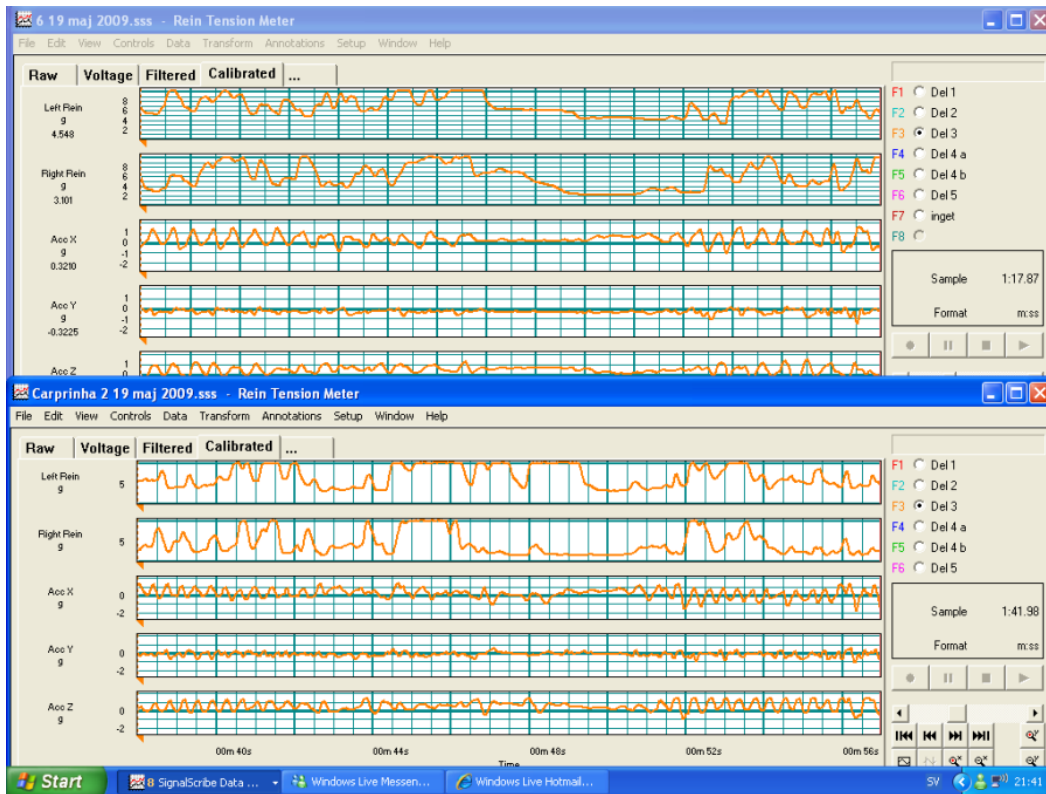 6 19 maj 2009.sss - Rein Tension Meter
File Edit View Controls Data Transform Annotations Setup Window Help
Raw Voltage Filtered Calibrated ...
Left Rein
g
4.548
8
6
4
2
Right Rein
g
3.101
8
6
4
2
Acc X
g
0.3210
1
0
-1
-2
Acc Y
g
-0.3225
1
0
-1
-2
Acc Z
1
0
F1 Del 1
F2 Del 2
F3 Del 3
F4 Del 4 a
F5 Del 4 b
F6 Del 5
F7 inget
F8
Sample 1:17.87
Format m:ss
Carprinha 2 19 maj 2009.sss - Rein Tension Meter
File Edit View Controls Data Transform Annotations Setup Window Help
Raw Voltage Filtered Calibrated ...
Left Rein
g
5
Right Rein
g
5
Acc X
g
0
-2
Acc Y
g
0
-2
Acc Z
g
0
-2
00m 40s 00m 44s 00m 48s 00m 52s 00m 56s
Time
F1 Del 1
F2 Del 2
F3 Del 3
F4 Del 4 a
F5 Del 4 b
F6 Del 5
Sample 1:41.98
Format m:ss
Start 8 SignalScribe Data ... Windows Live Messen... Windows Live Hotmail... SV 21:41